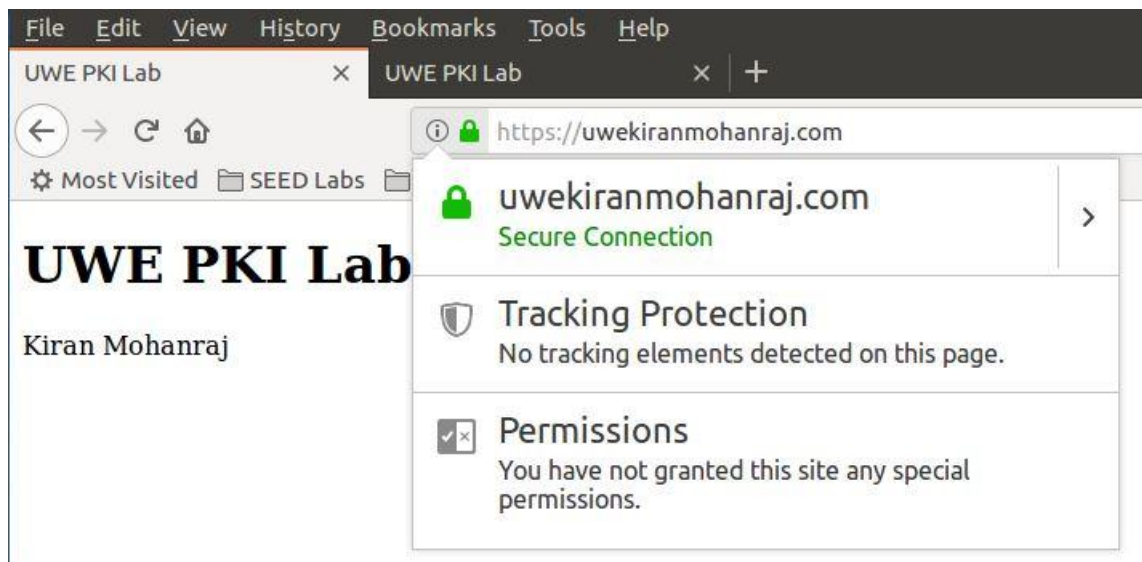 File Edit View History Bookmarks Tools Help
UWE PKI Lab UWE PKI Lab
https://uwekiranmohanraj.com
Most Visited SEED Labs
uwekiranmohanraj.com
Secure Connection
UWE PKI Lab
Tracking Protection
No tracking elements detected on this page.
Kiran Mohanraj
Permissions
You have not granted this site any special
permissions.